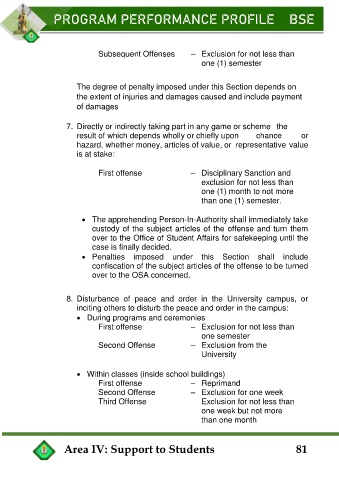 PROGRAM PERFORMANCE PROFILE BSE
Subsequent Offenses – Exclusion for not less than
one (1) semester
The degree of penalty imposed under this Section depends on
the extent of injuries and damages caused and include payment
of damages
7. Directly or indirectly taking part in any game or scheme the
result of which depends wholly or chiefly upon chance or
hazard, whether money, articles of value, or representative value
is at stake:
First offense – Disciplinary Sanction and
exclusion for not less than
one (1) month to not more
than one (1) semester.
• The apprehending Person-In-Authority shall immediately take
custody of the subject articles of the offense and turn them
over to the Office of Student Affairs for safekeeping until the
case is finally decided.
• Penalties imposed under this Section shall include
confiscation of the subject articles of the offense to be turned
over to the OSA concerned.
8. Disturbance of peace and order in the University campus, or
inciting others to disturb the peace and order in the campus:
• During programs and ceremonies
First offense – Exclusion for not less than
one semester
Second Offense – Exclusion from the
University
• Within classes (inside school buildings)
First offense – Reprimand
Second Offense – Exclusion for one week
Third Offense Exclusion for not less than
one week but not more
than one month
Area IV: Support to Students 81